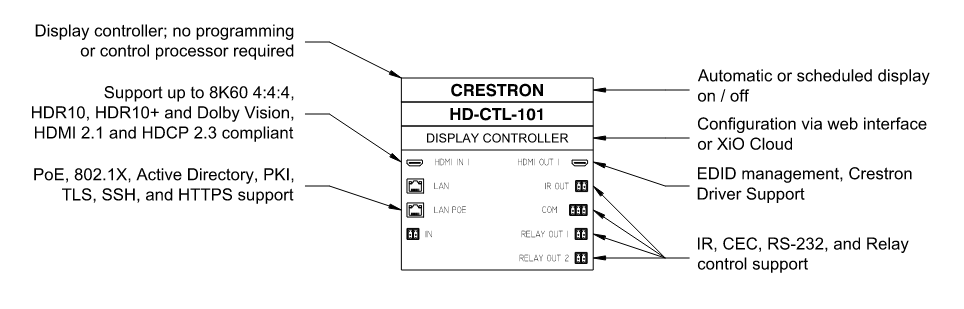 Display controller; no programming
or control processor required
Support up to 8K60 4:4:4,
HDR10, HDR10+ and Dolby Vision,
HDMI 2.1 and HDCP 2.3 compliant
PoE, 802.1X, Active Directory, PKI,
TLS, SSH, and HTTPS support
CRESTRON
HD-CTL-101
DISPLAY CONTROLLER
HDMI IN 1
HDMI OUT 1
LAN
IR OUT
LAN POE
COM
IN
RELAY OUT 1
RELAY OUT 2
Automatic or scheduled display
on / off
Configuration via web interface
or XiO Cloud
EDID management, Crestron
Driver Support
IR, CEC, RS-232, and Relay
control support